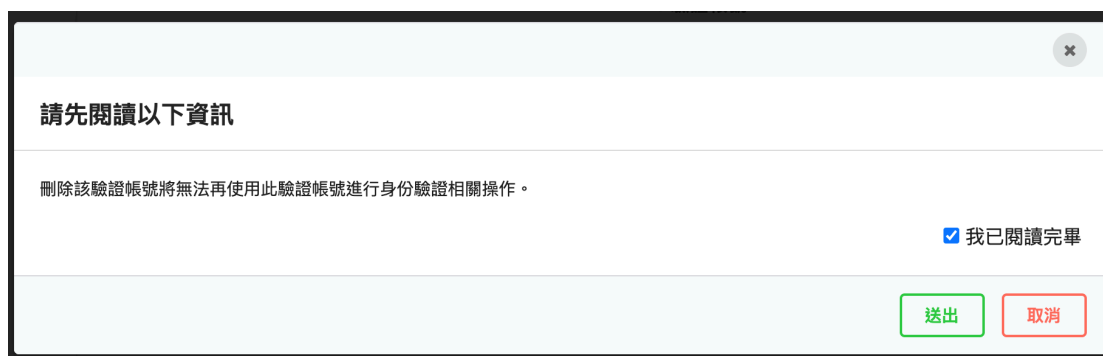 請先閱讀以下資訊
刪除該驗證帳號將無法再使用此驗證帳號進行身份驗證相關操作。
我已閱讀完畢
送出
取消